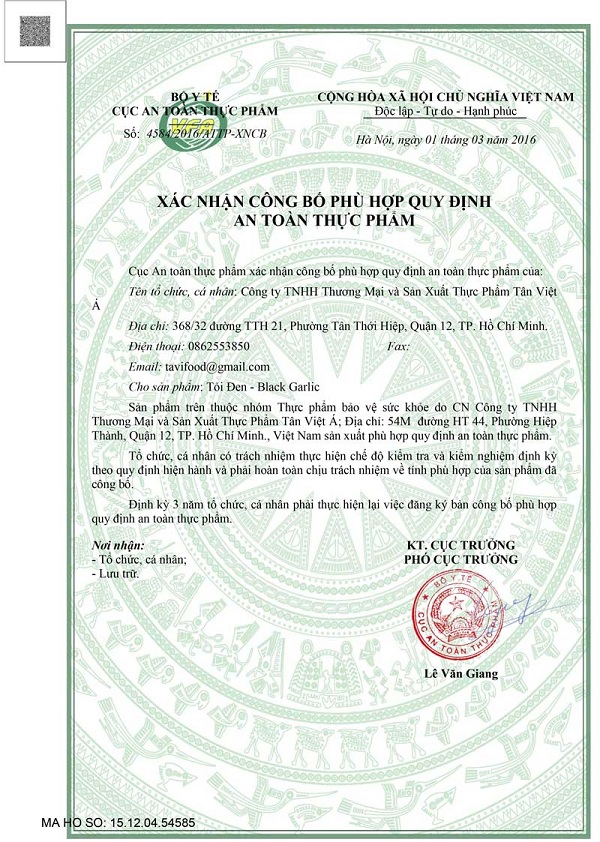 BỘ Y TẾ
CỤC AN TOÀN THỰC PHẨM
Số: 4584/2016/ATTP-XNCB
VFA
CỘNG HÒA XÃ HỘI CHỦ NGHĨA VIỆT NAM
Độc lập - Tự do - Hạnh phúc
Hà Nội, ngày 01 tháng 03 năm 2016
XÁC NHẬN CÔNG BỐ PHÙ HỢP QUY ĐỊNH
AN TOÀN THỰC PHẨM
Cục An toàn thực phẩm xác nhận công bố phù hợp quy định an toàn thực phẩm của:
Tên tổ chức, cá nhân: Công ty TNHH Thương Mại và Sản Xuất Thực Phẩm Tân Việt
Á
Địa chỉ: 368/32 đường TTH 21, Phường Tân Thới Hiệp, Quận 12, TP. Hồ Chí Minh.
Điện thoại: 0862553850 Fax:
Email: tavifood@gmail.com
Cho sản phẩm: Tỏi Đen - Black Garlic
Sản phẩm trên thuộc nhóm Thực phẩm bảo vệ sức khỏe do CN Công ty TNHH
Thương Mại và Sản Xuất Thực Phẩm Tân Việt Á; Địa chỉ: 54M đường HT 44, Phường Hiệp
Thành, Quận 12, TP. Hồ Chí Minh., Việt Nam sản xuất phù hợp quy định an toàn thực phẩm.
Tổ chức, cá nhân có trách nhiệm thực hiện chế độ kiểm tra và kiểm nghiệm định kỳ
theo quy định hiện hành và phải hoàn toàn chịu trách nhiệm về tính phù hợp của sản phẩm đã
công bố.
Định kỳ 3 năm tổ chức, cá nhân phải thực hiện lại việc đăng ký bản công bố phù hợp
quy định an toàn thực phẩm.
Nơi nhận:
- Tổ chức, cá nhân;
- Lưu trữ.
KT. CỤC TRƯỞNG
PHÓ CỤC TRƯỞNG
BỘ Y TẾ
CỤC AN TOÀN THỰC PHẨM
Lê Văn Giang
MA HO SO: 15.12.04.54585